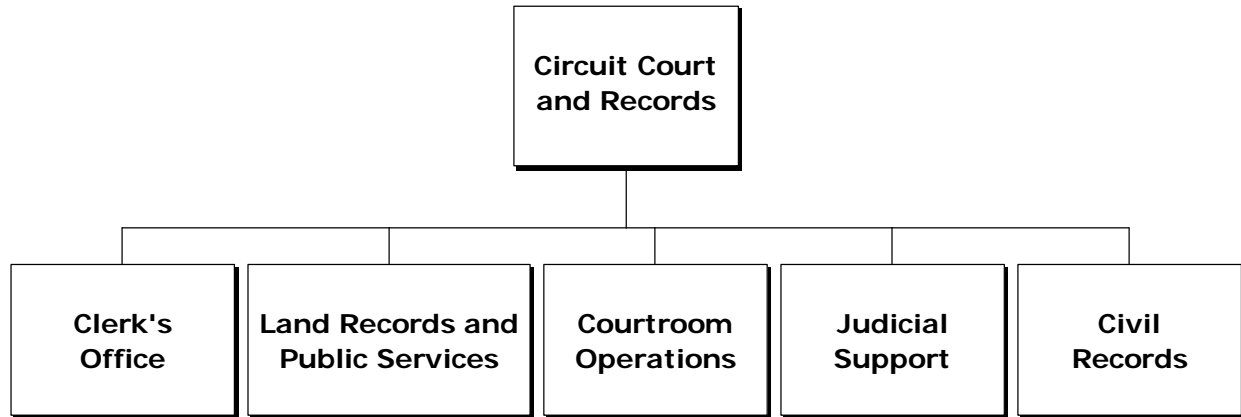 Circuit Court
and Records
Clerk's
Office
Land Records and
Public Services
Courtroom
Operations
Judicial
Support
Civil
Records